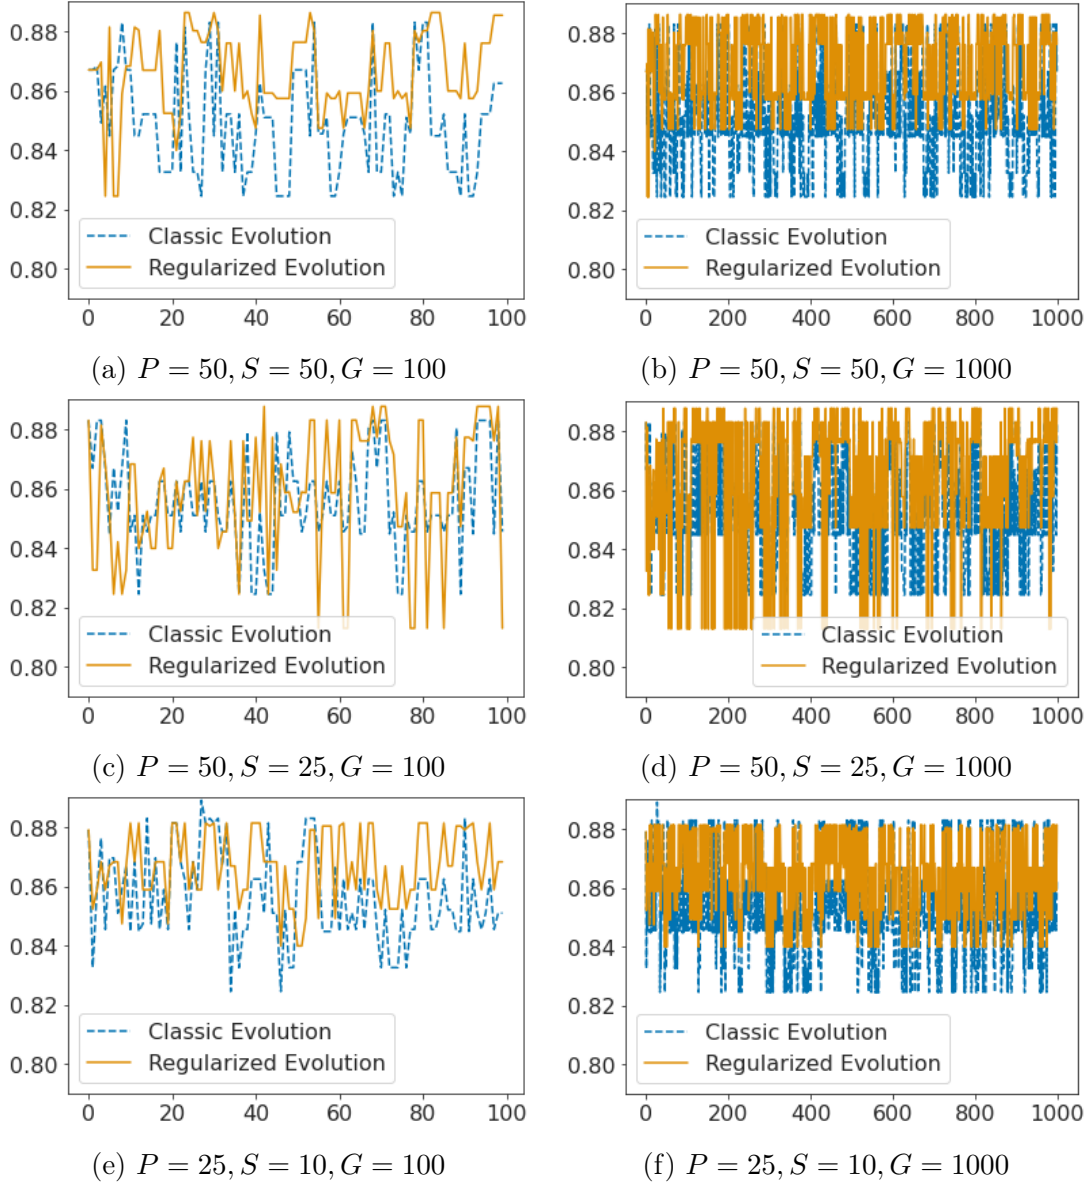 0.88
0.86
0.84
0.82
0.80
Classic Evolution
Regularized Evolution
0 20 40 60 80 100
(a) P = 50, S = 50, G = 100
0.88
0.86
0.84
0.82
0.80
Classic Evolution
Regularized Evolution
0 200 400 600 800 1000
(b) P = 50, S = 50, G = 1000
0.88
0.86
0.84
0.82
0.80
Classic Evolution
Regularized Evolution
0 20 40 60 80 100
(c) P = 50, S = 25, G = 100
0.88
0.86
0.84
0.82
0.80
Classic Evolution
Regularized Evolution
0 200 400 600 800 1000
(d) P = 50, S = 25, G = 1000
0.88
0.86
0.84
0.82
0.80
Classic Evolution
Regularized Evolution
0 20 40 60 80 100
(e) P = 25, S = 10, G = 100
0.88
0.86
0.84
0.82
0.80
Classic Evolution
Regularized Evolution
0 200 400 600 800 1000
(f) P = 25, S = 10, G = 1000